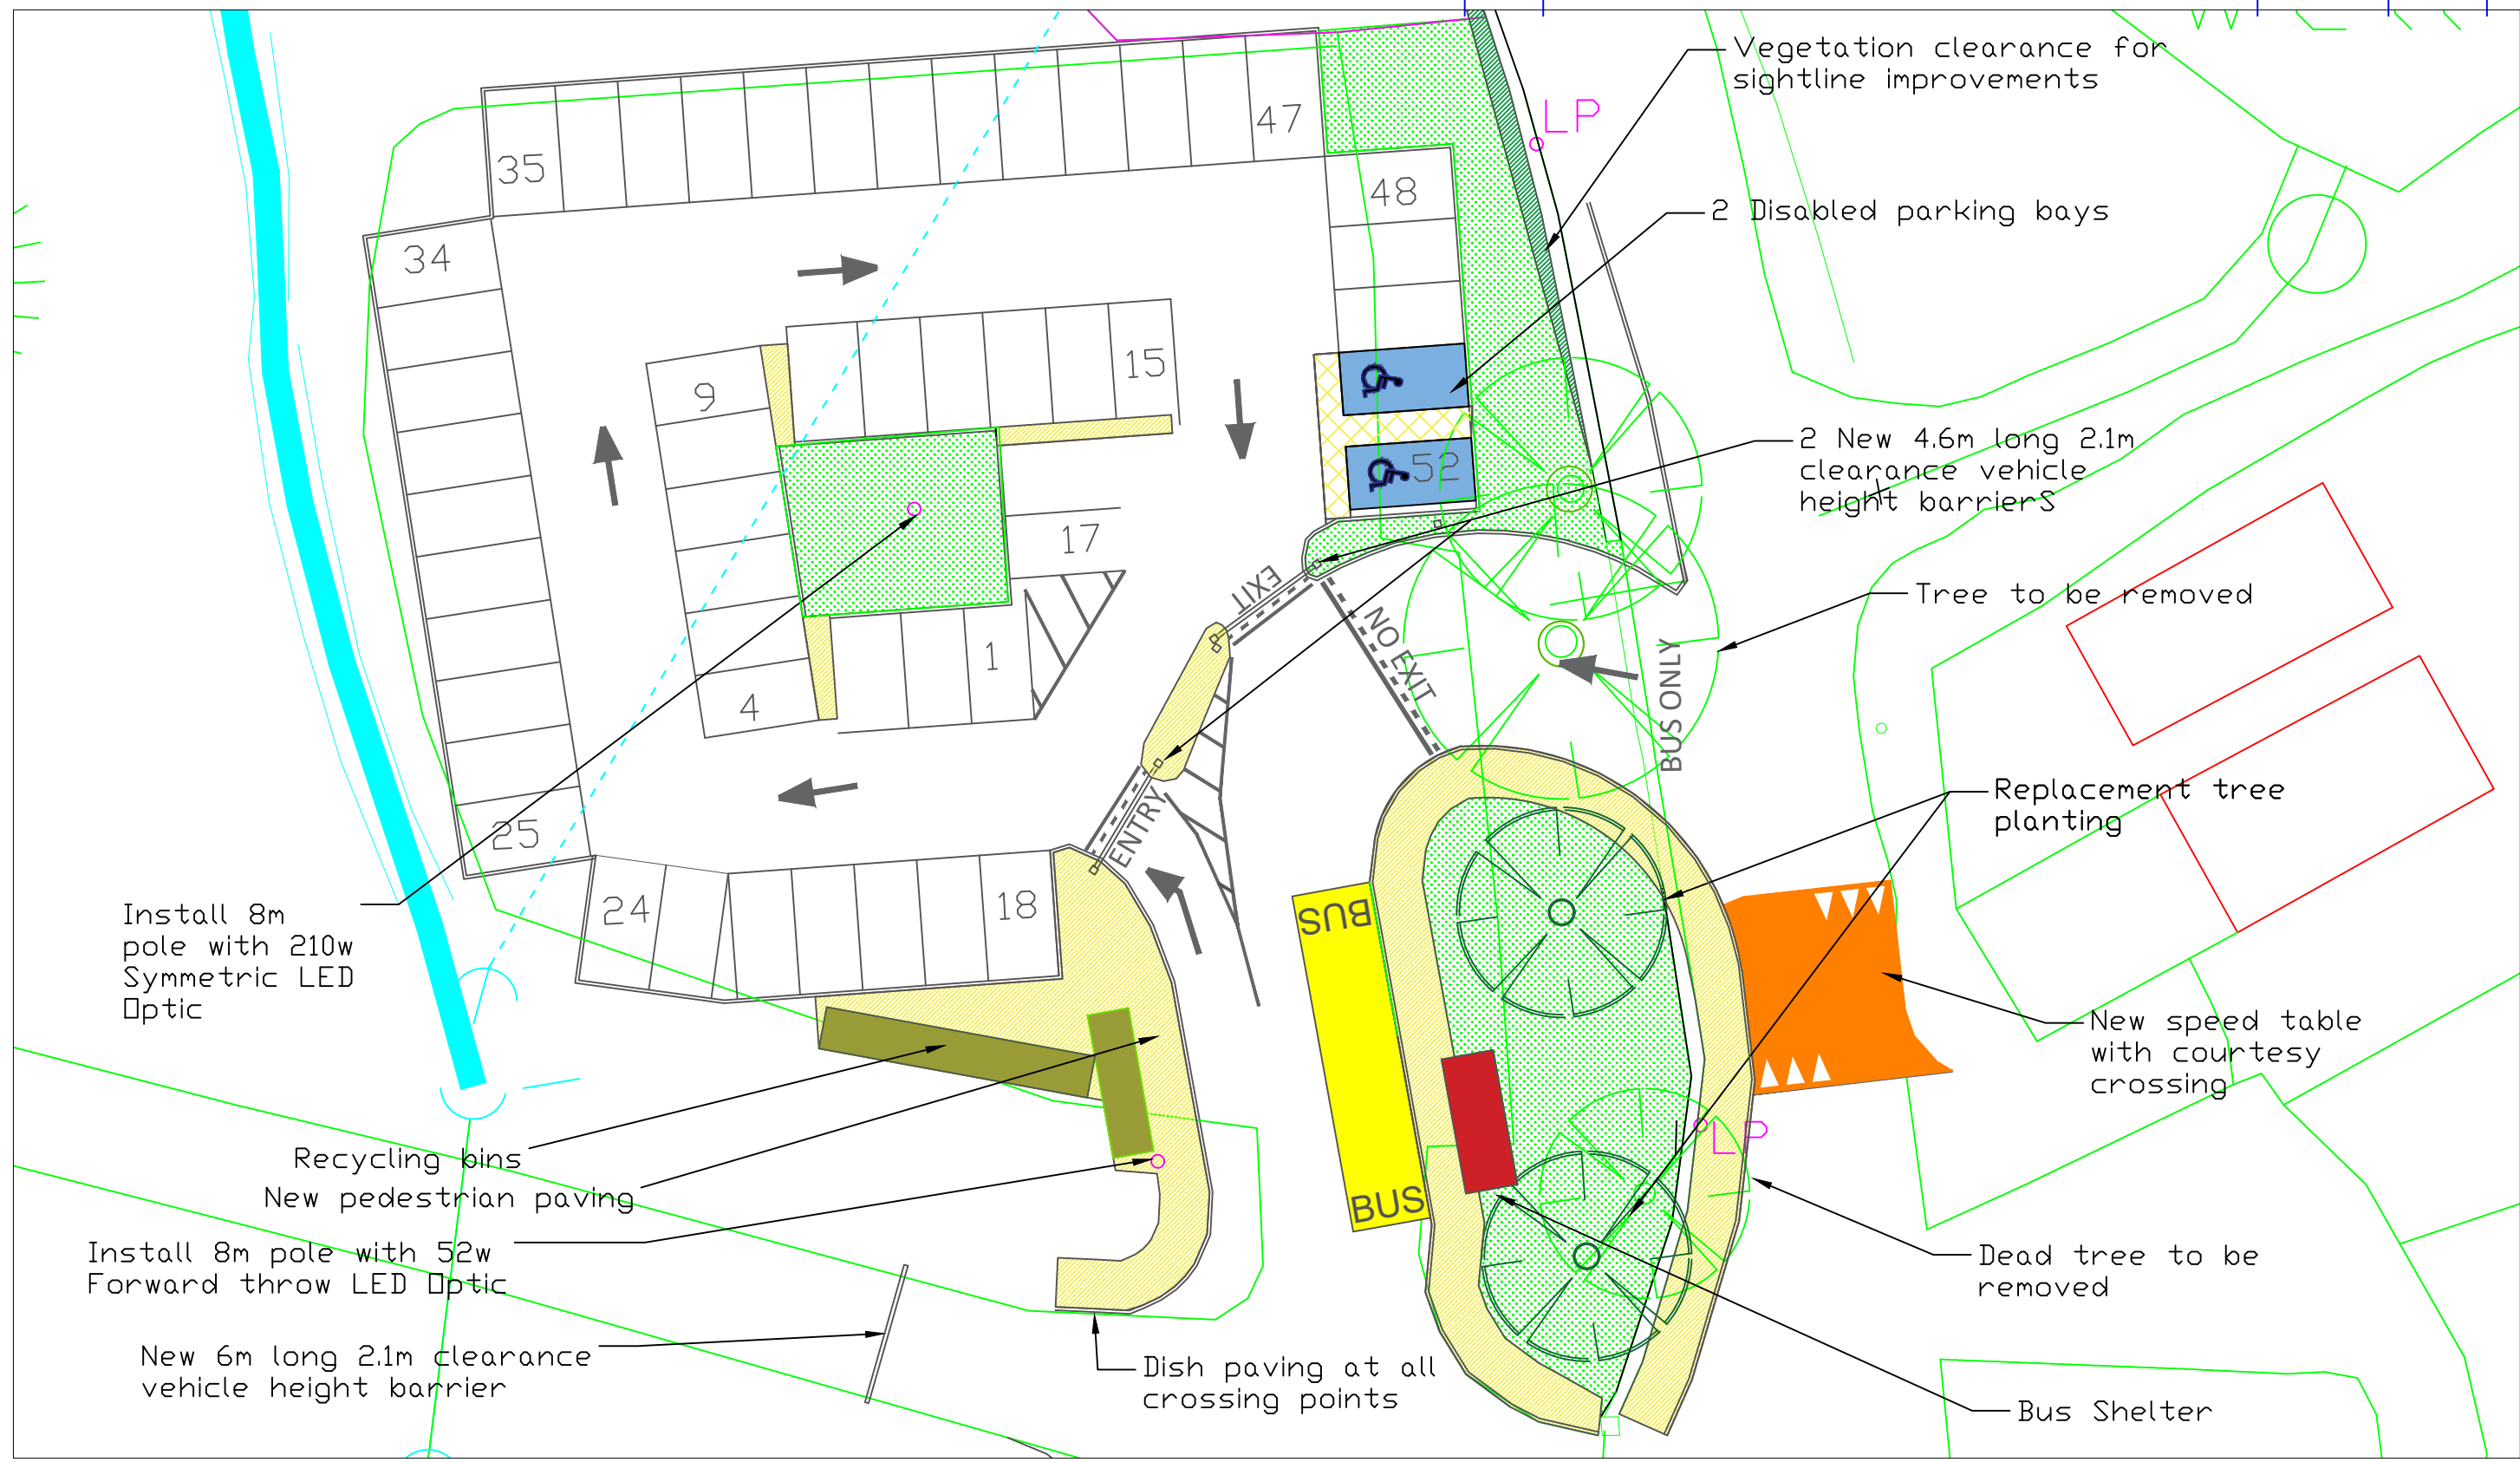 Vegetation clearance for
sightline improvements
LP
47
35
48
2 Disabled parking bays
34
15
9
52
2 New 4.6m long 2.1m
clearance vehicle
height barrierS
17
EXIT
NO EXIT
Tree to be removed
1
4
BUS ONLY
25
ENTRY
Replacement tree
planting
24
18
BUS
Install 8m
pole with 210w
Symmetric LED
Optic
New speed table
with courtesy
crossing
LP
Recycling bins
New pedestrian paving
BUS
Install 8m pole with 52w
Forward throw LED Optic
Dead tree to be
removed
New 6m long 2.1m clearance
vehicle height barrier
Dish paving at all
crossing points
Bus Shelter